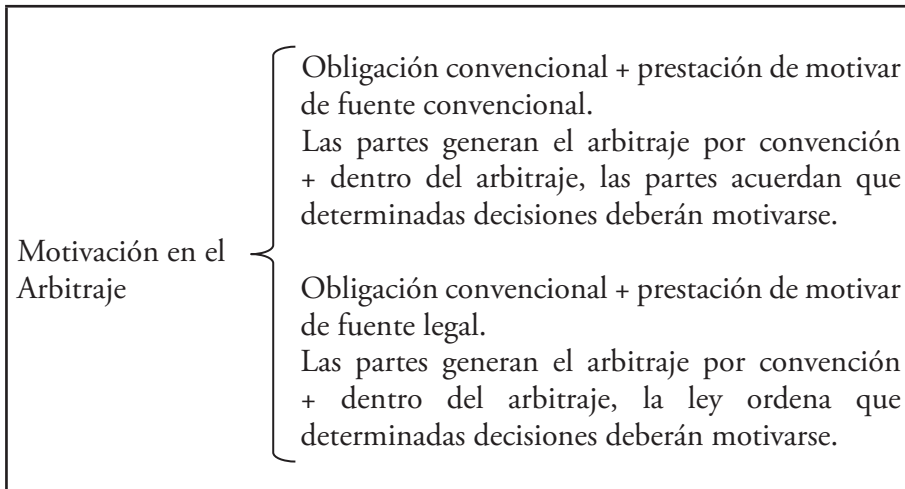 Motivación en el
Arbitraje
Obligación convencional + prestación de motivar
de fuente convencional.
Las partes generan el arbitraje por convención
+ dentro del arbitraje, las partes acuerdan que
determinadas decisiones deberán motivarse.
Obligación convencional + prestación de motivar
de fuente legal.
Las partes generan el arbitraje por convención
+ dentro del arbitraje, la ley ordena que
determinadas decisiones deberán motivarse.